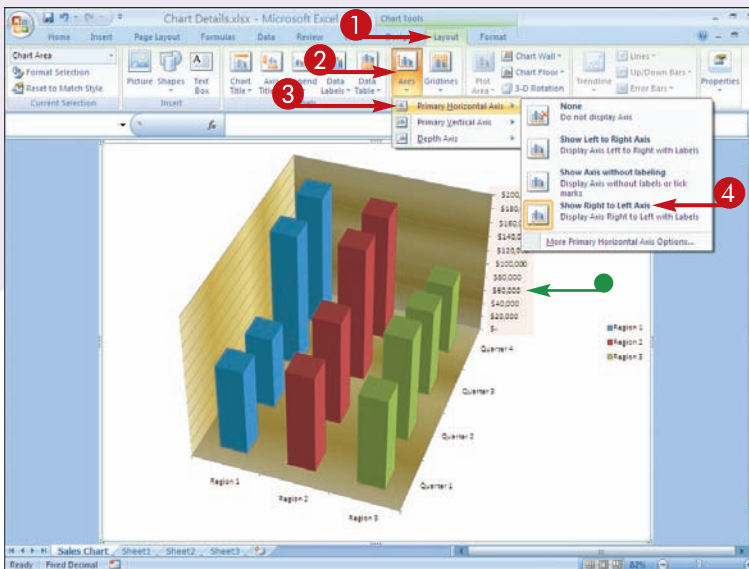 Chart Details.xlsx - Microsoft Excel
Chart Tools
1
Home Insert Page Layout Formulas Data Review Layout Format
Chart Area
Format Selection
Reset to Match Style
Current Selection
Picture Shapes Text Box
Insert
Chart Title
Data Labels
Data Table
Axes
Gridlines
Plot Area
Chart Wall
Chart Floor
3-D Rotation
Trendline
Lines
Up/Down Bars
Error Bars
Properties
2
3
Primary Horizontal Axis
Primary Vertical Axis
Depth Axis
None
Do not display Axis
Show Left to Right Axis
Display Axis Left to Right with Labels
Show Axis without labeling
Display Axis without labels or tick
marks
Show Right to Left Axis
Display Axis Right to Left with Labels
More Primary Horizontal Axis Options...
4
fx
$100,000
$80,000
$60,000
$40,000
$20,000
$-
Quarter 4
Quarter 3
Quarter 2
Quarter 1
Region 1
Region 2
Region 3
Region 1
Region 2
Region 3
Sales Chart Sheet1 Sheet2 Sheet3
Ready Fixed Decimal
82%